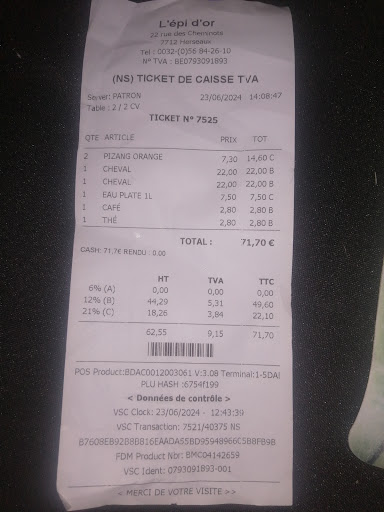 L'épi d'or
22 rue des Cheminots
7712 Herseaux
Tel : 0032-(0)56 84-26-10
N° TVA : BE0793091893
(NS) TICKET DE CAISSE TVA
Server: PATRON 23/06/2024 - 14:08:47
Table : 2 / 2 CV.
TICKET N° 7525
QTE ARTICLE PRIX TOT
2 PIZANG ORANGE 7,30 14,60 C
1 CHEVAL 22,00 22,00 B
1 CHEVAL 22,00 22,00 B
1 EAU PLATE 1L 7,50 7,50 C
1 CAFÉ 2,80 2,80 B
1 THÉ 2,80 2,80 B
TOTAL : 71,70 €
CASH: 71.7€ RENDU : 0.00
HT TVA TTC
6% (A) 0,00 0,00 0,00
12% (B) 44,29 5,31 49,60
21% (C) 18,26 3,84 22,10
62,55 9,15 71,70
POS Product:BDAC0012003061 V:3.08 Terminal:1-5DAI
PLU HASH :6754f199
< Données de contrôle >
VSC Clock: 23/06/2024 - 12:43:39
VSC Transaction: 7521/40375 NS
FDM Product Nbr: BMC04142659
VSC Ident: 0793091893-001
< MERCI DE VOTRE VISITE >>